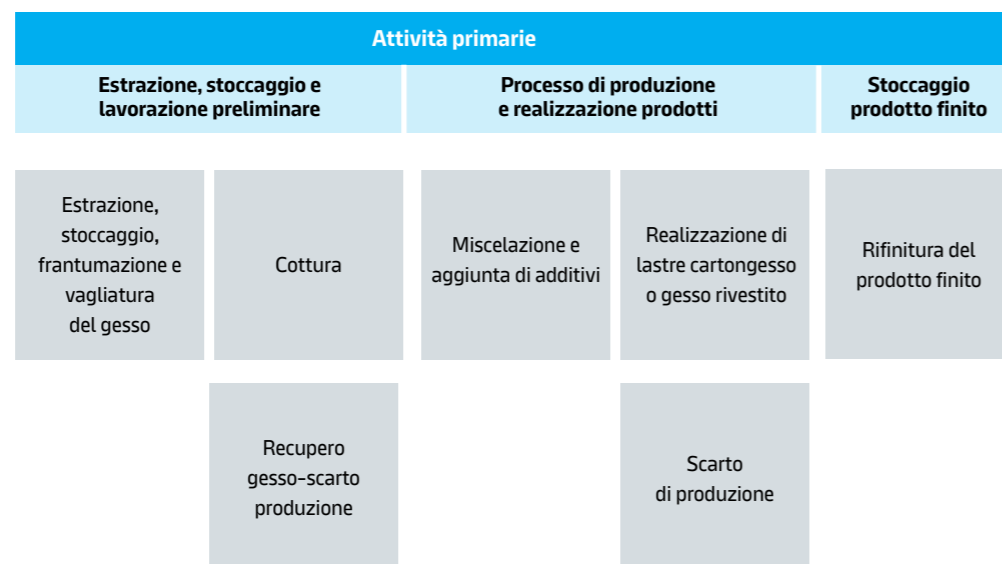 Attività primarie
Estrazione, stoccaggio e
lavorazione preliminare
Processo di produzione
e realizzazione prodotti
Stoccaggio
prodotto finito
Estrazione,
stoccaggio,
frantumazione e
vagliatura
del gesso
Cottura
Miscelazione e
aggiunta di additivi
Realizzazione di
lastre cartongesso
o gesso rivestito
Rifinitura del
prodotto finito
Recupero
gesso-scarto
produzione
Scarto
di produzione